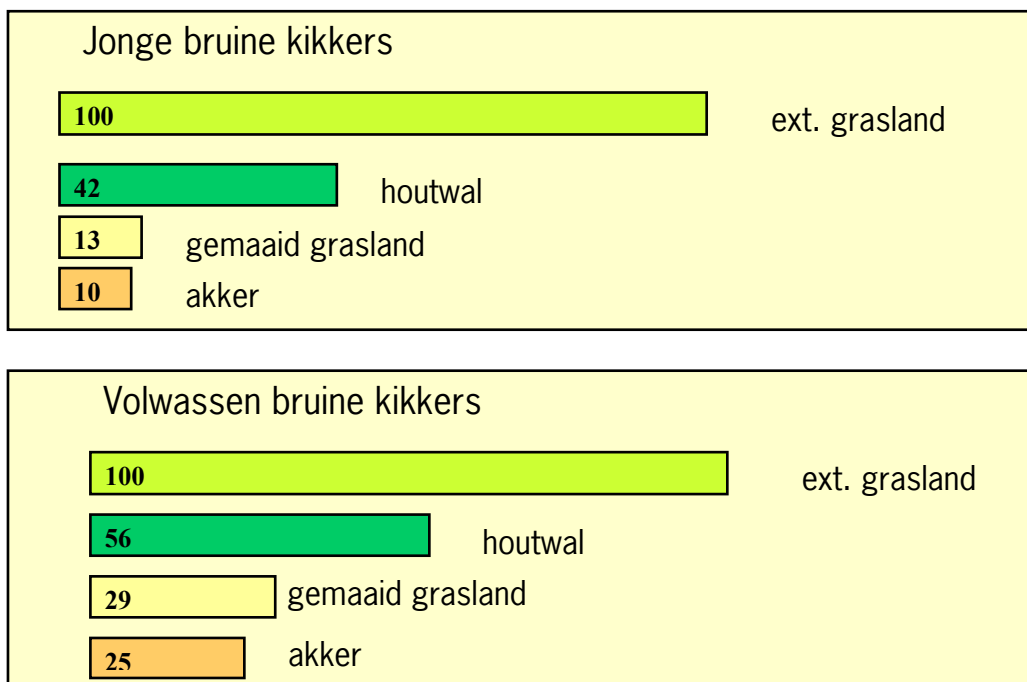 Jonge bruine kikkers
100 ext. grasland
42 houtwal
13 gemaaid grasland
10 akker
Volwassen bruine kikkers
100 ext. grasland
56 houtwal
29 gemaaid grasland
25 akker